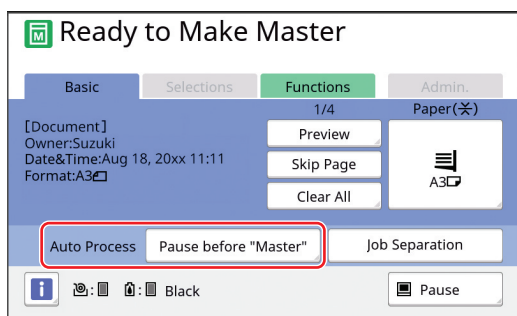 Ready to Make Master
Basic
Selections
Functions
Admin.
[Document]
Owner:Suzuki
Date&Time:Aug 18, 20xx 11:11
Format:A3
1/4
Preview
Skip Page
Clear All
Paper
A3
Auto Process
Pause before "Master"
Job Separation
i
: : Black
Pause